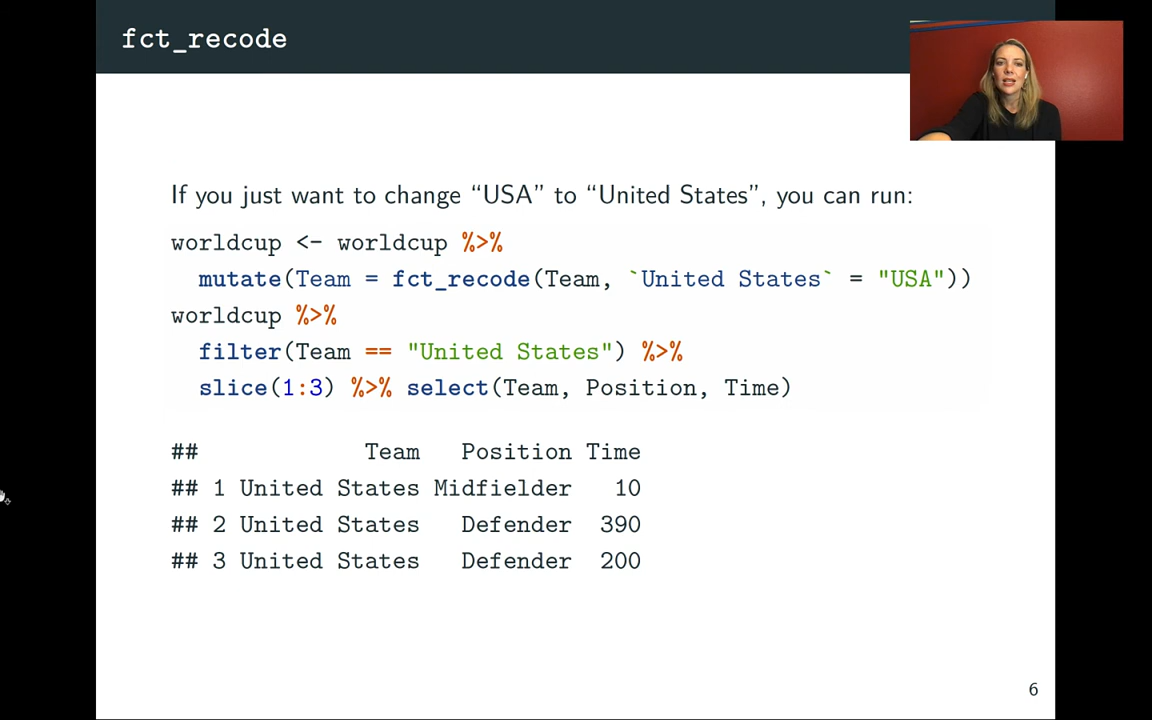 fct_recode
If you just want to change “USA” to “United States”, you can run:
worldcup <- worldcup %>%
  mutate(Team = fct_recode(Team, `United States` = "USA"))
worldcup %>%
  filter(Team == "United States") %>%
  slice(1:3) %>% select(Team, Position, Time)
##            Team   Position Time
## 1 United States Midfielder   10
## 2 United States   Defender  390
## 3 United States   Defender  200
6